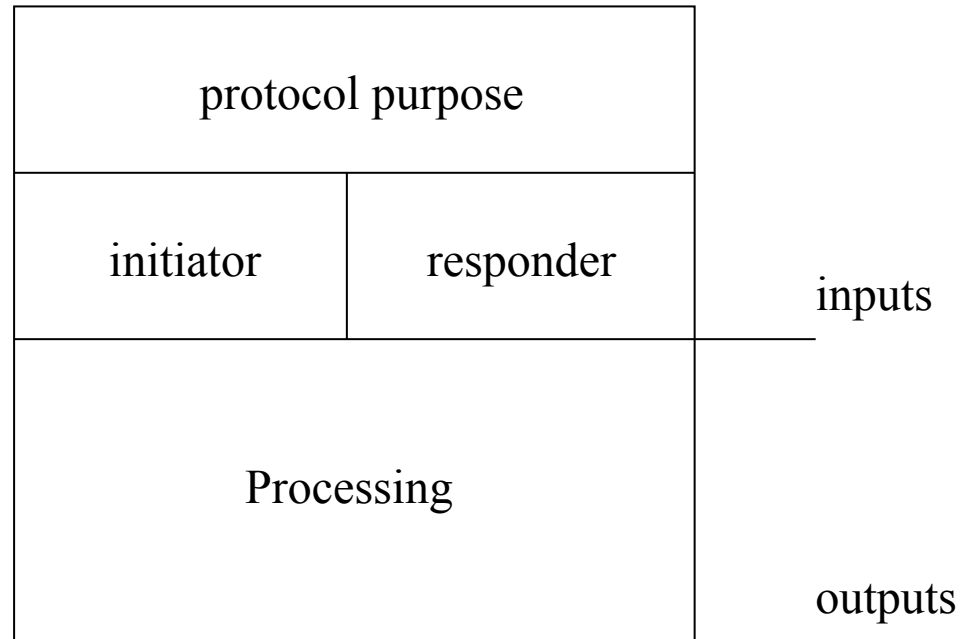 protocol purpose
initiator
responder
inputs
Processing
outputs